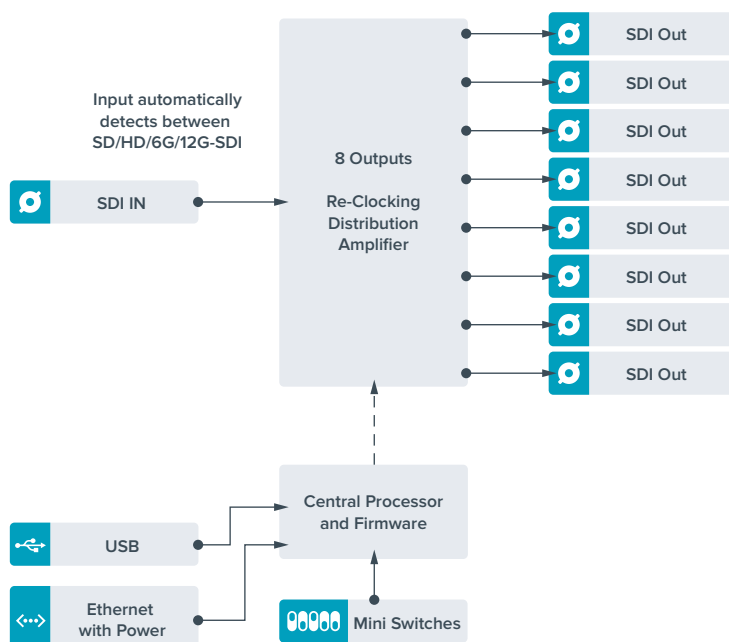 Input automatically
detects between
SD/HD/6G/12G-SDI
SDI IN
8 Outputs
Re-Clocking
Distribution
Amplifier
SDI Out
SDI Out
SDI Out
SDI Out
SDI Out
SDI Out
SDI Out
SDI Out
Central Processor
and Firmware
USB
Ethernet
with Power
Mini Switches